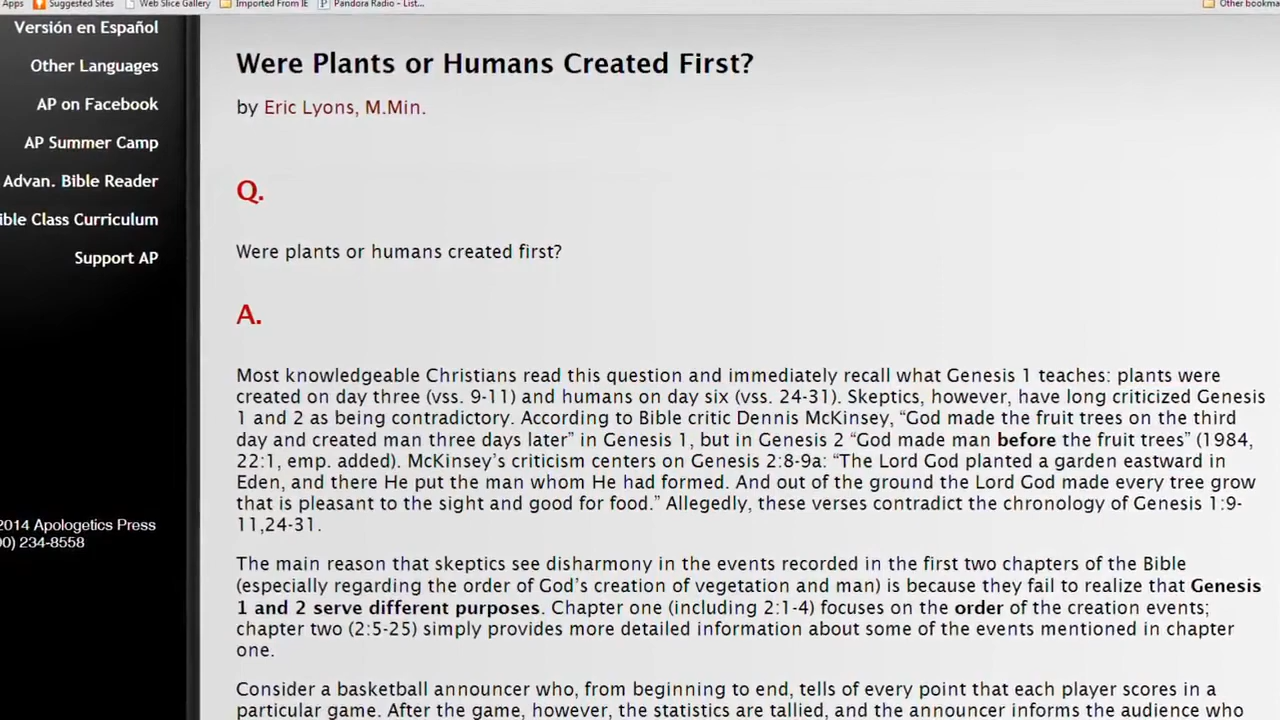 Apps Suggested Sites Web Slice Gallery Imported From IE Pandora Radio - List... Other bookma
Versión en Español
Other Languages
AP on Facebook
AP Summer Camp
Advan. Bible Reader
ible Class Curriculum
Support AP
2014 Apologetics Press
00) 234-8558
Were Plants or Humans Created First?
by Eric Lyons, M.Min.
Q.
Were plants or humans created first?
A.
Most knowledgeable Christians read this question and immediately recall what Genesis 1 teaches: plants were
created on day three (vss. 9-11) and humans on day six (vss. 24-31). Skeptics, however, have long criticized Genesis
1 and 2 as being contradictory. According to Bible critic Dennis McKinsey, “God made the fruit trees on the third
day and created man three days later” in Genesis 1, but in Genesis 2 “God made man before the fruit trees” (1984,
22:1, emp. added). McKinsey’s criticism centers on Genesis 2:8-9a: “The Lord God planted a garden eastward in
Eden, and there He put the man whom He had formed. And out of the ground the Lord God made every tree grow
that is pleasant to the sight and good for food.” Allegedly, these verses contradict the chronology of Genesis 1:9-
11,24-31.
The main reason that skeptics see disharmony in the events recorded in the first two chapters of the Bible
(especially regarding the order of God’s creation of vegetation and man) is because they fail to realize that Genesis
1 and 2 serve different purposes. Chapter one (including 2:1-4) focuses on the order of the creation events;
chapter two (2:5-25) simply provides more detailed information about some of the events mentioned in chapter
one.
Consider a basketball announcer who, from beginning to end, tells of every point that each player scores in a
particular game. After the game, however, the statistics are tallied, and the announcer informs the audience who